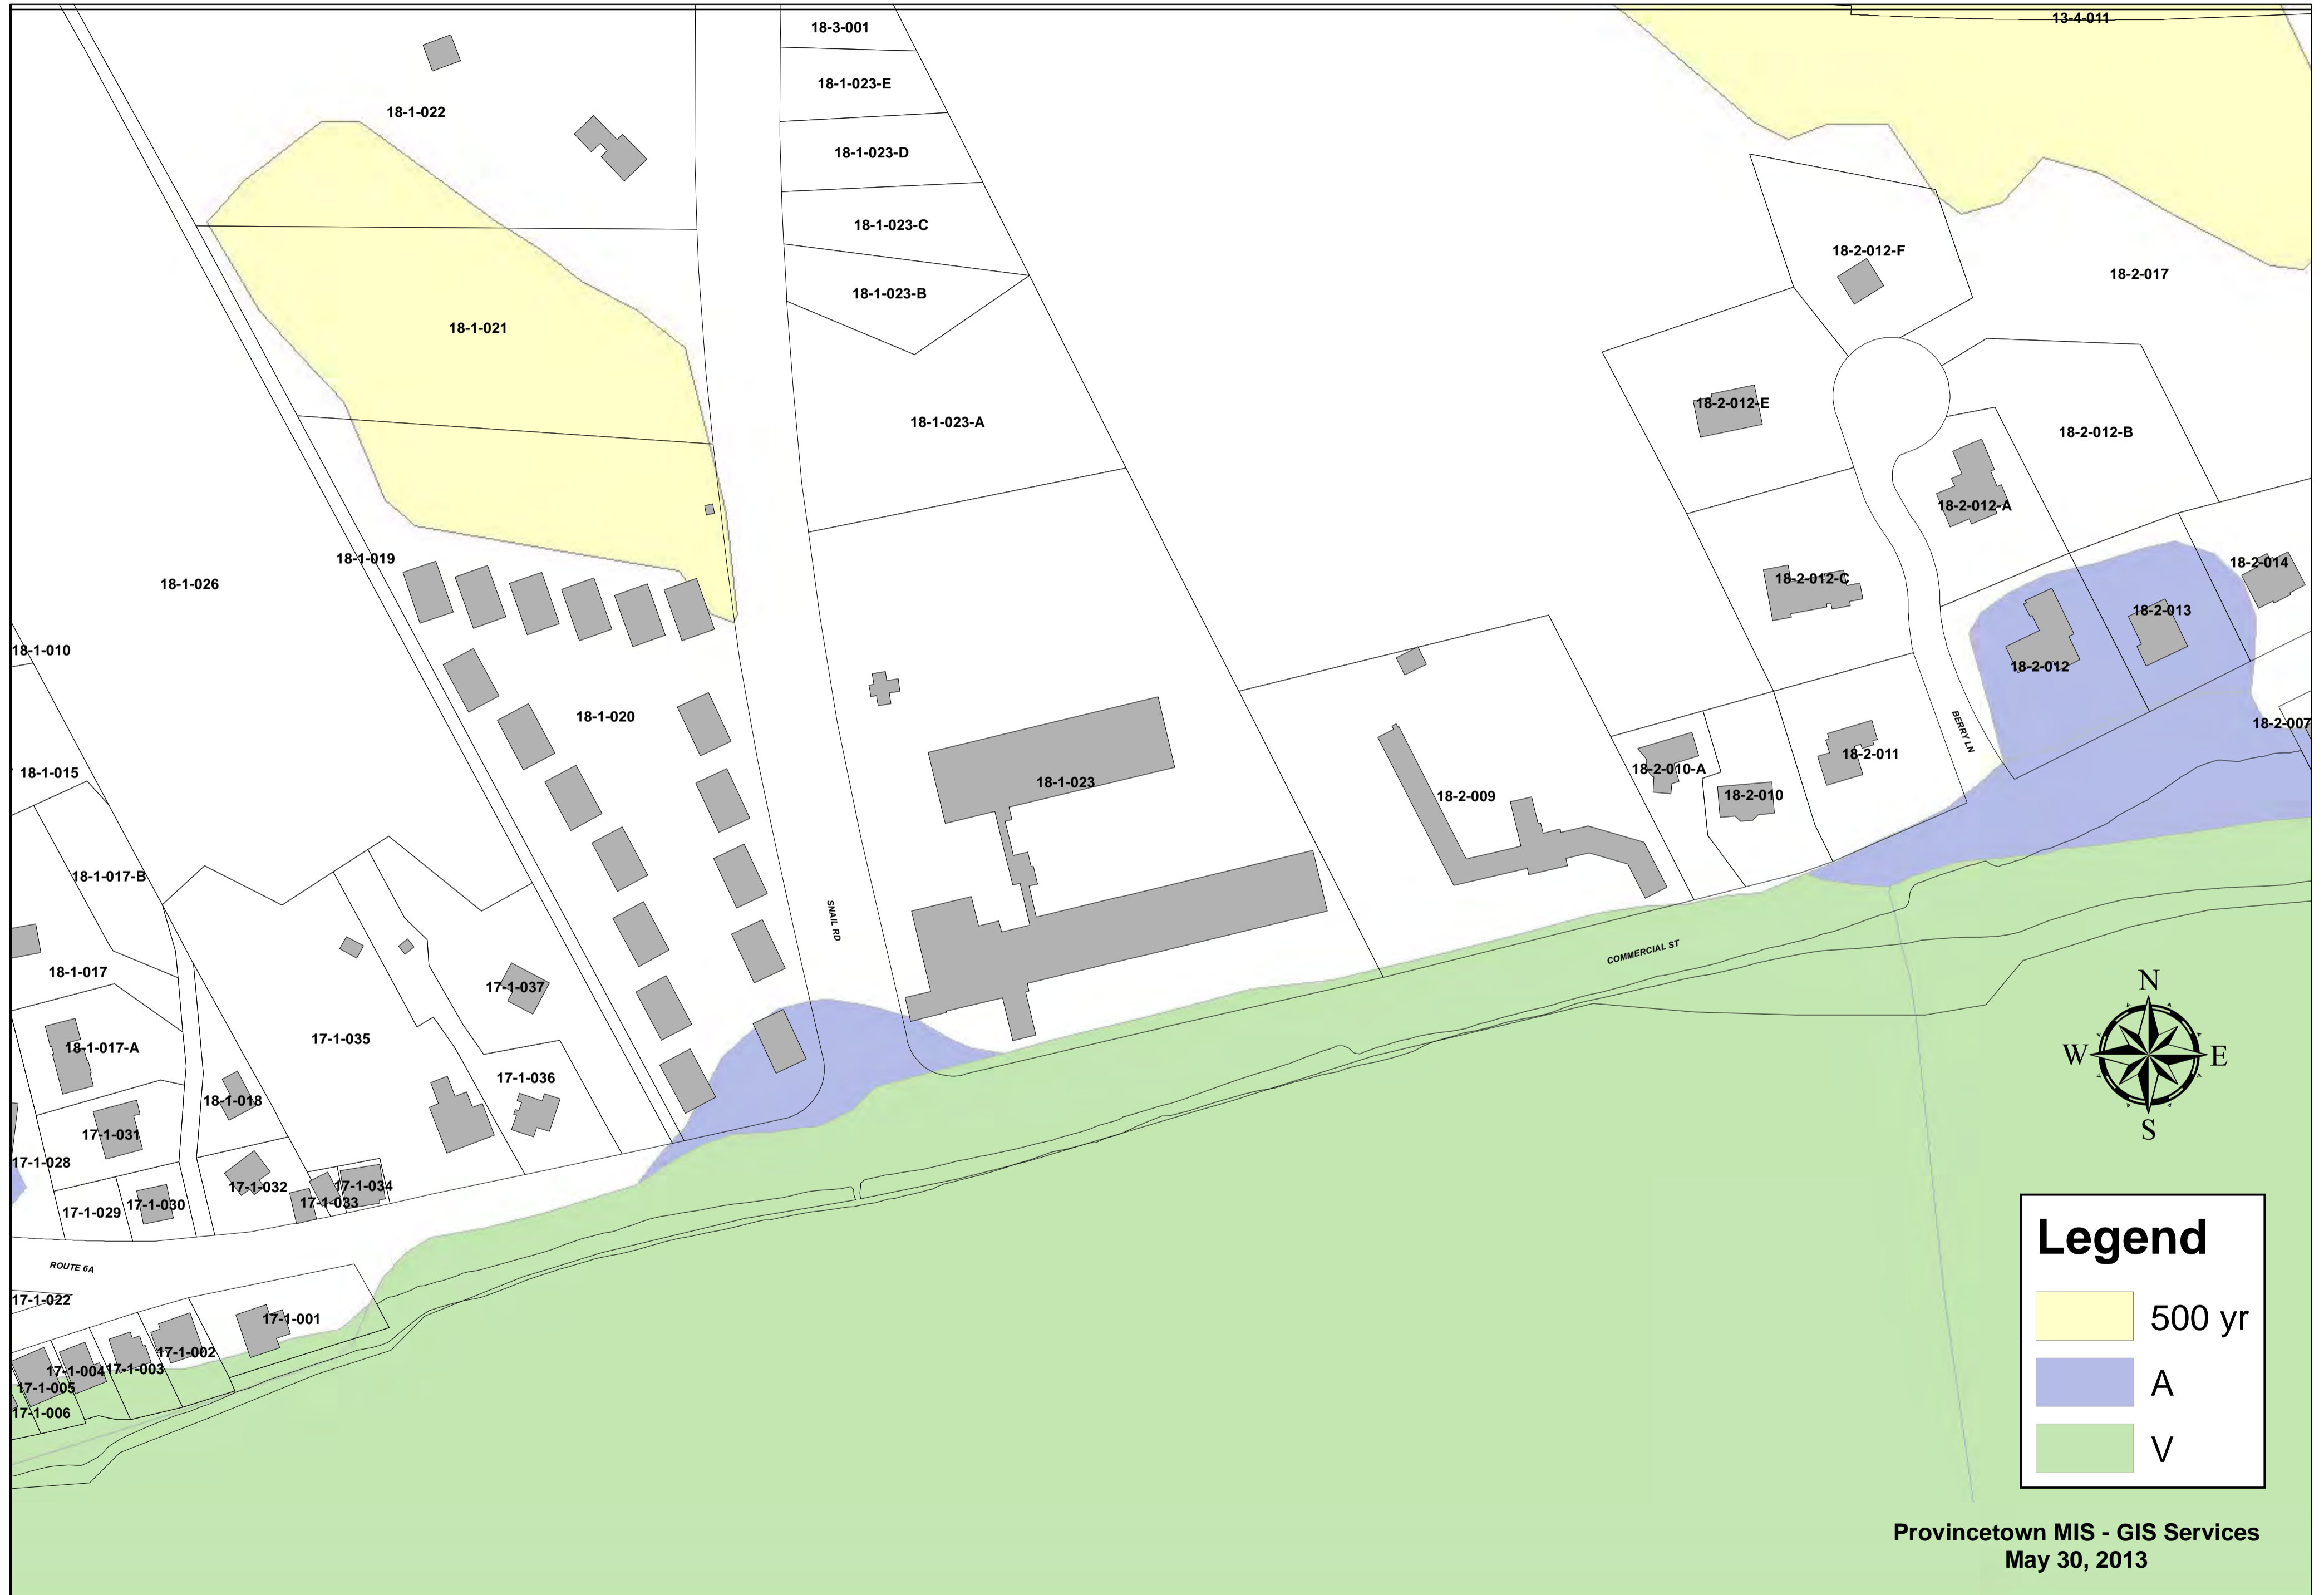 13-4-011
18-3-001
18-1-023-E
18-1-022
18-1-023-D
18-1-023-C
18-2-012-F
18-2-017
18-1-023-B
18-1-021
18-2-012-E
18-1-023-A
18-2-012-B
18-2-012-A
18-1-019
18-2-014
18-1-026
18-2-012-C
18-2-013
18-1-010
18-2-012
18-1-020
18-2-007
BERRY LN
18-1-015
18-1-023
18-2-009
18-2-010-A
18-2-011
18-2-010
18-1-017-B
SNAIL RD
COMMERCIAL ST
18-1-017
17-1-037
N
17-1-035
18-1-017-A
W
E
17-1-036
18-1-018
S
17-1-031
17-1-028
17-1-032
17-1-034
17-1-033
17-1-030
17-1-029
ROUTE 6A
17-1-022
17-1-001
17-1-002
17-1-003
17-1-004
17-1-005
17-1-006
Legend
500 yr
A
V
Provincetown MIS - GIS Services
May 30, 2013